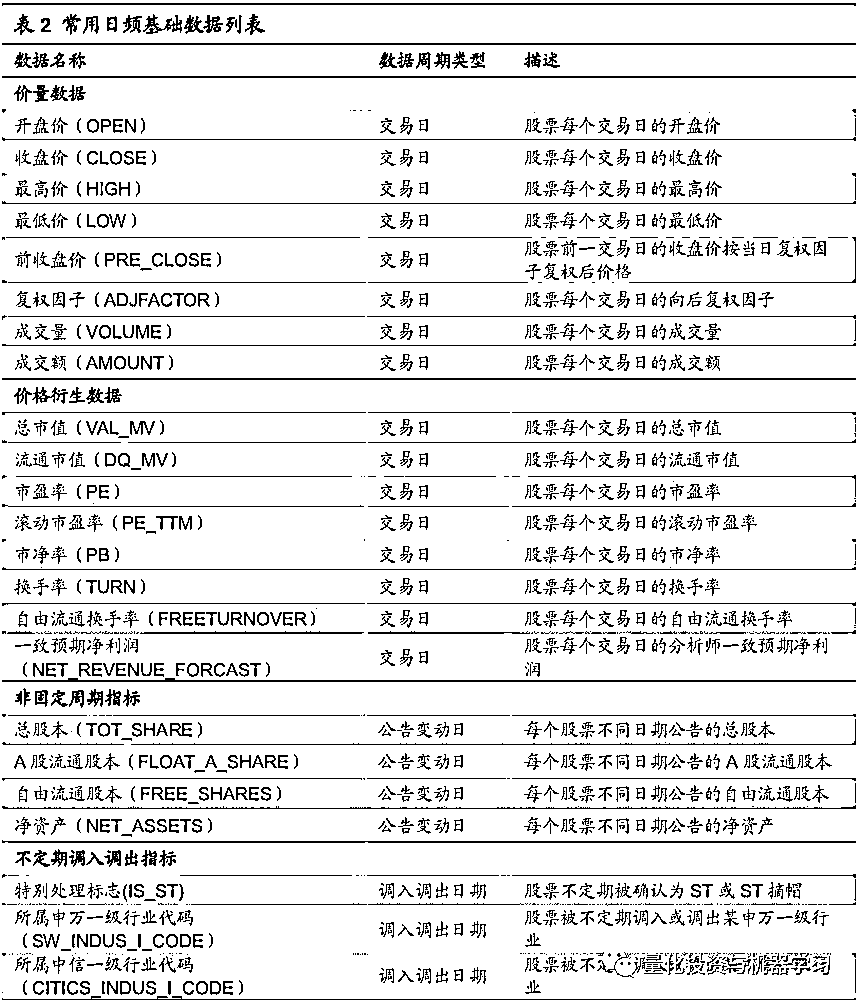 表 2 常用日频基础数据列表
数据名称 数据周期类型 描述
价量数据
开盘价（OPEN） 交易日 股票每个交易日的开盘价
收盘价（CLOSE） 交易日 股票每个交易日的收盘价
最高价（HIGH） 交易日 股票每个交易日的最高价
最低价（LOW） 交易日 股票每个交易日的最低价
前收盘价（PRE_CLOSE） 交易日 股票前一交易日的收盘价按当日复权因
子复权后价格
复权因子（ADJFACTOR） 交易日 股票每个交易日的向后复权因子
成交量（VOLUME） 交易日 股票每个交易日的成交量
成交额（AMOUNT） 交易日 股票每个交易日的成交额
价格衍生数据
总市值（VAL_MV） 交易日 股票每个交易日的总市值
流通市值（DQ_MV） 交易日 股票每个交易日的流通市值
市盈率（PE） 交易日 股票每个交易日的市盈率
滚动市盈率（PE_TTM） 交易日 股票每个交易日的滚动市盈率
市净率（PB） 交易日 股票每个交易日的市净率
换手率（TURN） 交易日 股票每个交易日的换手率
自由流通换手率（FREETURNOVER） 交易日 股票每个交易日的自由流通换手率
一致预期净利润 交易日 股票每个交易日的分析师一致预期净利
（NET_REVENUE_FORCAST） 润
非固定周期指标
总股本（TOT_SHARE） 公告变动日 每个股票不同日期公告的总股本
A 股流通股本（FLOAT_A_SHARE） 公告变动日 每个股票不同日期公告的 A 股流通股本
自由流通股本（FREE_SHARES） 公告变动日 每个股票不同日期公告的自由流通股本
净资产（NET_ASSETS） 公告变动日 每个股票不同日期公告的净资产
不定期调入调出指标
特别处理标志(IS_ST) 调入调出日期 股票不定期被确认为 ST 或 ST 摘帽
所属申万一级行业代码 调入调出日期 股票被不定期调入或调出某申万一级行
（SW_INDUS_I_CODE） 业
所属中信一级行业代码 调入调出日期 股票被不定
（CITICS_INDUS_I_CODE） 业
量化投资与机器学习